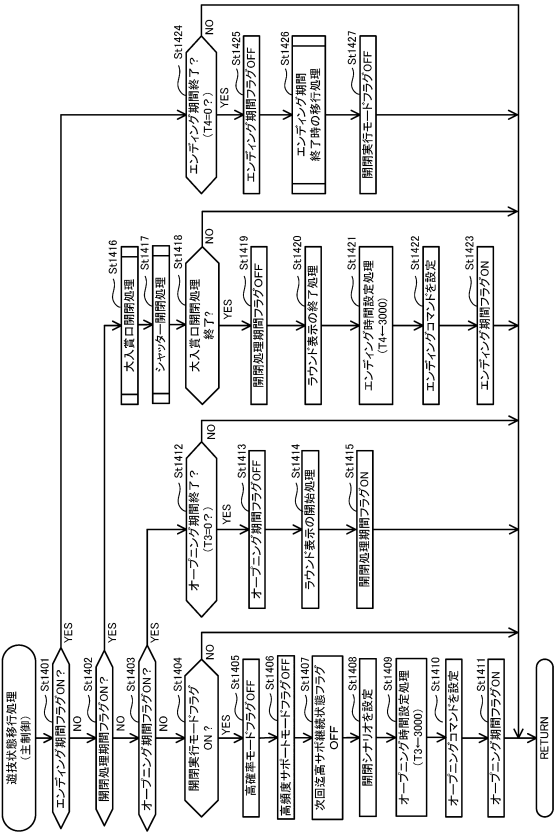 遊技状態移行処理
(主制御)
St1401
エンディング期間フラグON?
YES
NO
St1402
開閉処理期間フラグON?
YES
NO
St1403
オープニング期間フラグON?
YES
NO
St1404
開閉実行モードフラグ
ON?
NO
YES
St1405
高確率モードフラグOFF
St1406
高頻度サポートモードフラグOFF
St1407
次回迄高サポ継続状態フラグ
OFF
St1408
開閉シナリオを設定
St1409
オープニング時間設定処理
(T3←3000)
St1410
オープニングコマンドを設定
St1411
オープニング期間フラグON
RETURN
St1412
オープニング期間終了?
(T3=0?)
NO
YES
St1413
オープニング期間フラグOFF
St1414
ラウンド表示の開始処理
St1415
開閉処理期間フラグON
St1416
大入賞口開閉処理
St1417
シャッター開閉処理
St1418
大入賞口開閉処理
終了?
NO
YES
St1419
開閉処理期間フラグOFF
St1420
ラウンド表示の終了処理
St1421
エンディング時間設定処理
(T4←3000)
St1422
エンディングコマンドを設定
St1423
エンディング期間フラグON
St1424
エンディング期間終了?
(T4=0?)
NO
YES
St1425
エンディング期間フラグOFF
St1426
エンディング期間
終了時の移行処理
St1427
開閉実行モードフラグOFF